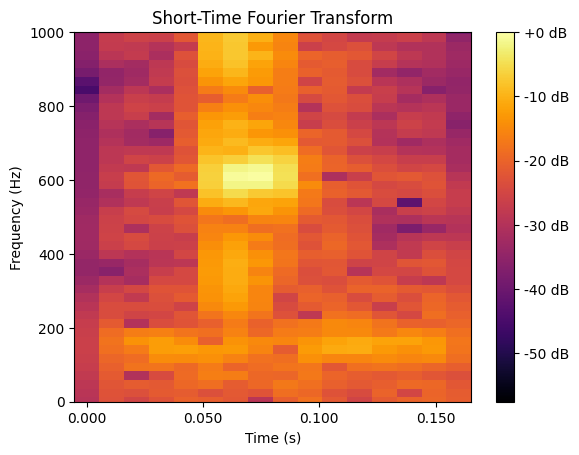 Short-Time Fourier Transform
Frequency (Hz)
1000
800
600
400
200
0
0.000
0.050
0.100
0.150
Time (s)
+0 dB
-10 dB
-20 dB
-30 dB
-40 dB
-50 dB